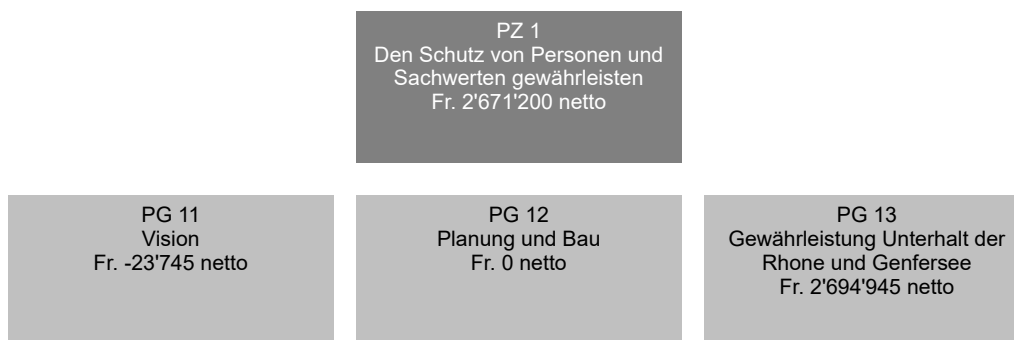 PZ 1
Den Schutz von Personen und
Sachwerten gewährleisten
Fr. 2'671'200 netto
PG 11
Vision
Fr. -23'745 netto
PG 12
Planung und Bau
Fr. 0 netto
PG 13
Gewährleistung Unterhalt der
Rhone und Genfersee
Fr. 2'694'945 netto